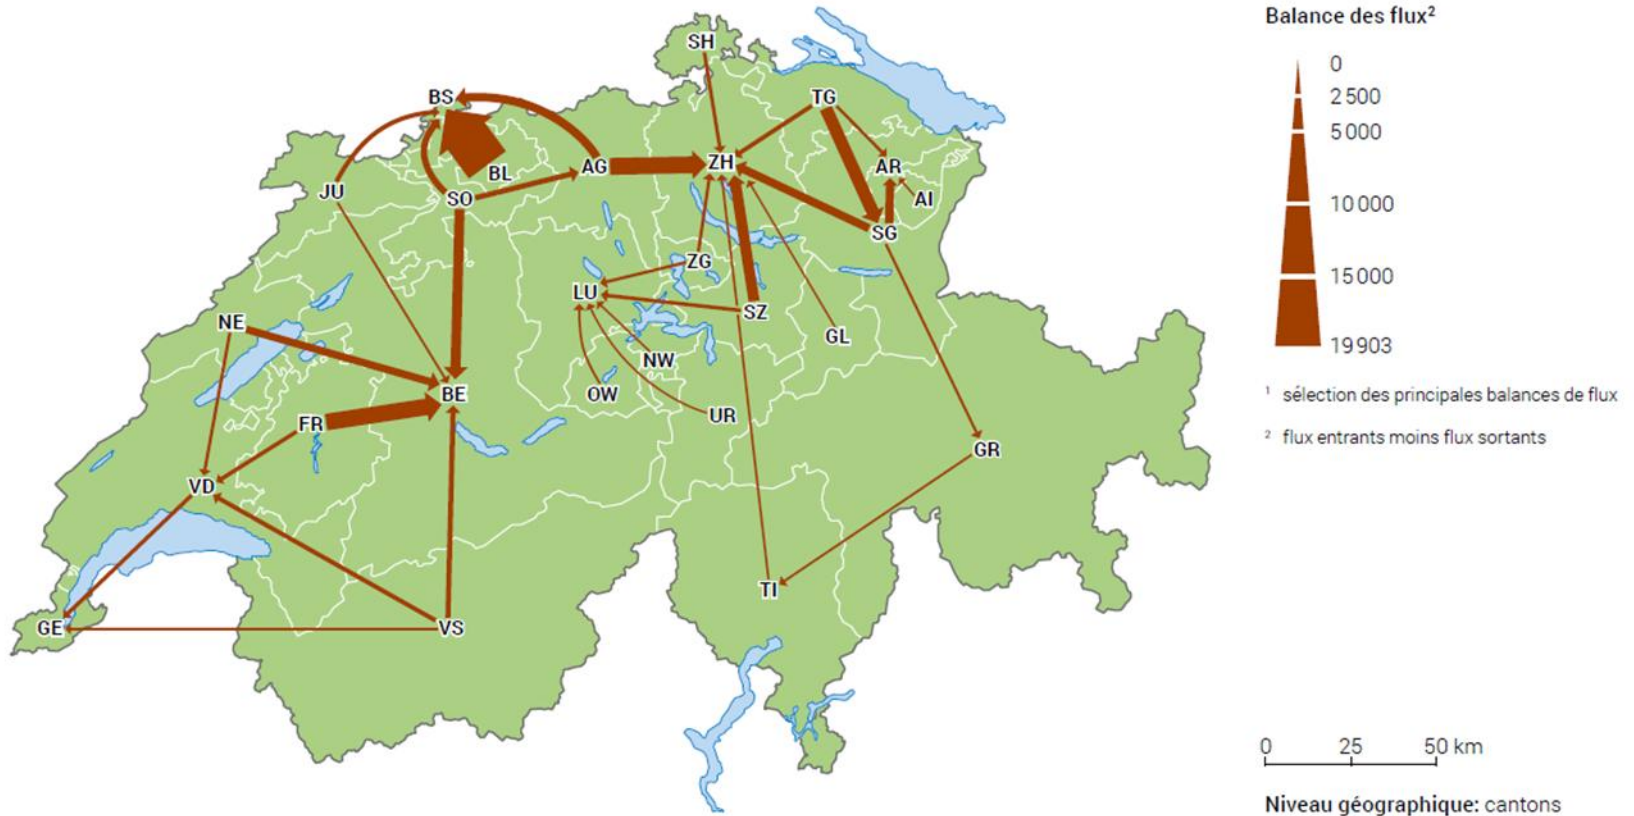 Balance des flux²
0
2 500
5 000
10 000
15 000
19 903
¹ sélection des principales balances de flux
² flux entrants moins flux sortants
SH
BS
TG
ZH
AR
AG
BL
AI
JU
SO
SG
ZG
LU
SZ
NE
GL
NW
BE
OW
UR
FR
GR
VD
TI
GE
VS
0 25 50 km
Niveau géographique: cantons